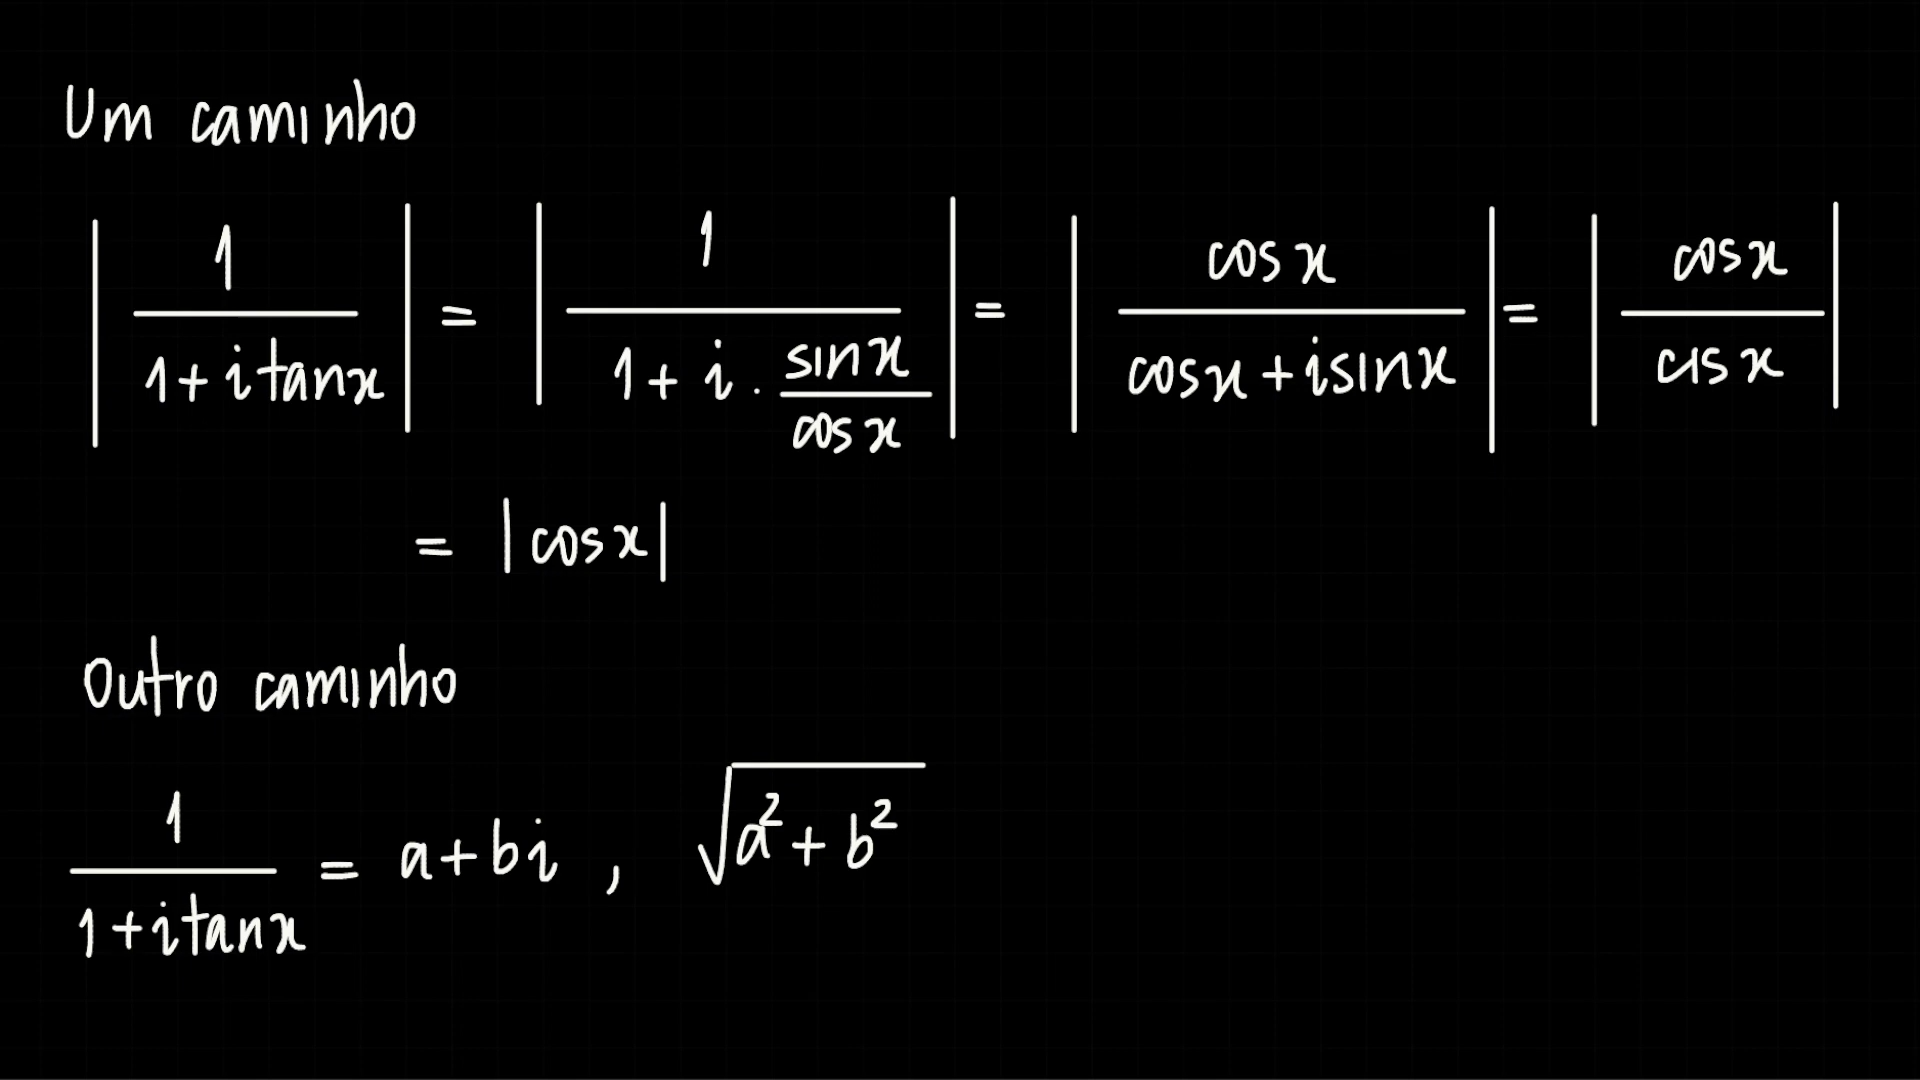 Um caminho
| 1 / (1 + i tan x) | = | 1 / (1 + i · sin x / cos x) | = | cos x / (cos x + i sin x) | = | cos x / cis x |
= | cos x |
Outro caminho
1 / (1 + i tan x) = a + bi , √(a² + b²)